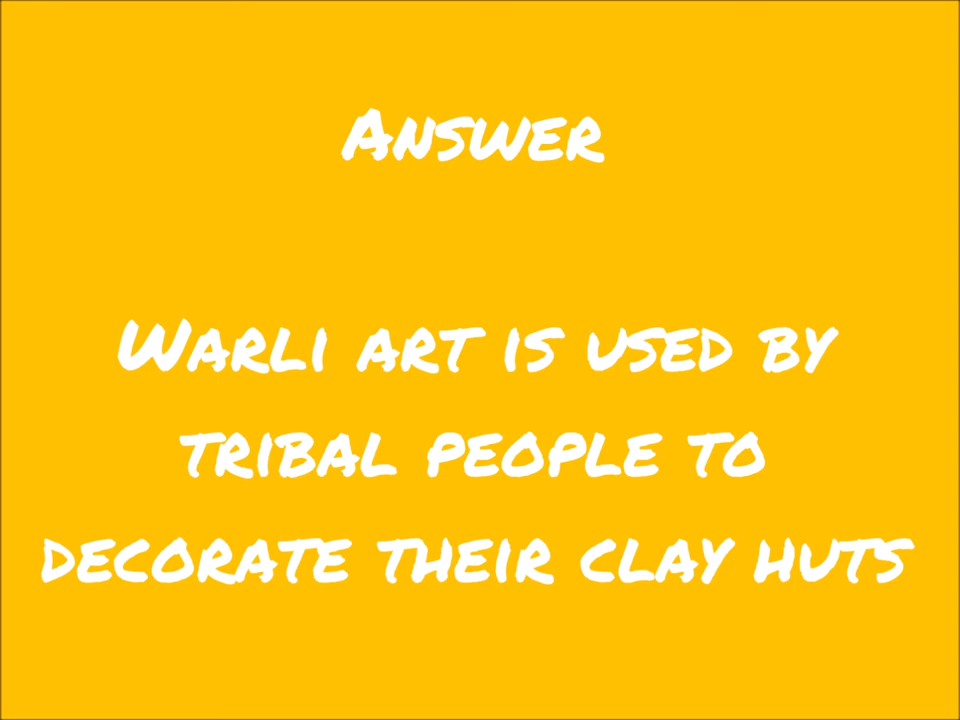 Answer
Warli art is used by
tribal people to
decorate their clay huts